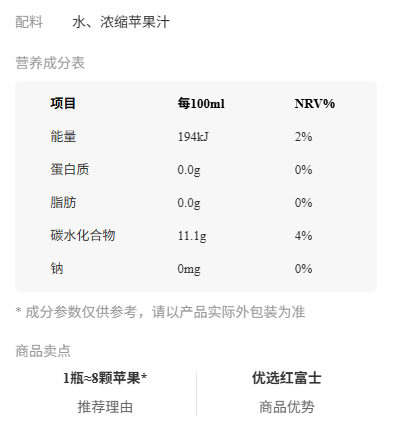 配料 水、浓缩苹果汁
营养成分表
项目 每100ml NRV%
能量 194kJ 2%
蛋白质 0.0g 0%
脂肪 0.0g 0%
碳水化合物 11.1g 4%
钠 0mg 0%
* 成分参数仅供参考，请以产品实际外包装为准
商品卖点
1瓶≈8颗苹果* 优选红富士
推荐理由 商品优势